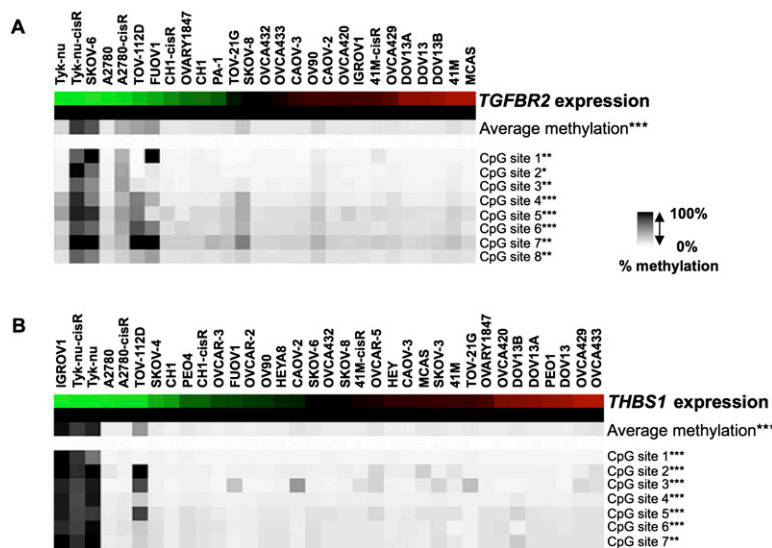 A
Tyk-nu
Tyk-nu-cisR
SKOV-6
A2780
A2780-cisR
TOV-112D
FUOV1
CH1-cisR
OVARY1847
CH1
PA-1
TOV-21G
SKOV-8
OVCA432
OVCA433
CAOV-3
OV90
CAOV-2
OVCA420
IGROV1
41M-cisR
OVCA429
DOV13A
DOV13
DOV13B
41M
MCAS
TGFBR2 expression
Average methylation***
CpG site 1**
CpG site 2*
CpG site 3**
CpG site 4***
CpG site 5***
CpG site 6***
CpG site 7**
CpG site 8**
100%
0%
% methylation
B
IGROV1
Tyk-nu-cisR
Tyk-nu
A2780
A2780-cisR
TOV-112D
SKOV-4
CH1
PEO4
CH1-cisR
OVCAR-3
FUOV1
OVCAR-2
OV90
HEYA8
CAOV-2
SKOV-6
OVCA432
SKOV-8
41M-cisR
OVCAR-5
HEY
CAOV-3
MCAS
SKOV-3
41M
TOV-21G
OVARY1847
OVCA420
DOV13B
DOV13A
PEO1
DOV13
OVCA429
OVCA433
THBS1 expression
Average methylation***
CpG site 1***
CpG site 2***
CpG site 3***
CpG site 4***
CpG site 5***
CpG site 6***
CpG site 7**